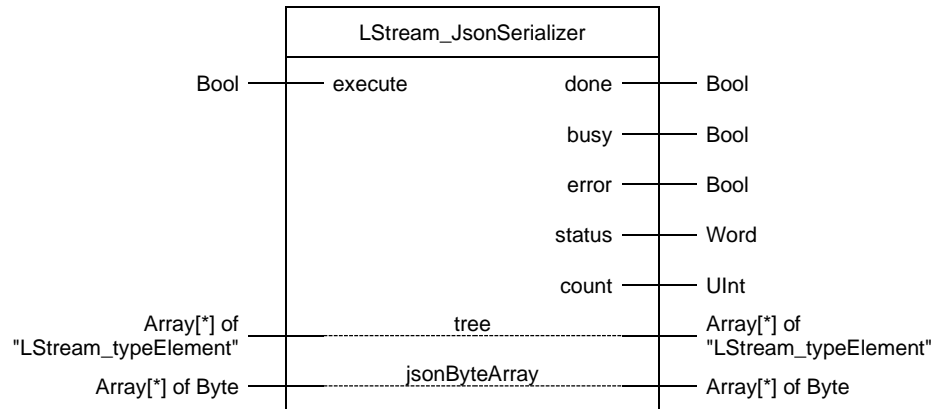 LStream_JsonSerializer
Bool execute done Bool
busy Bool
error Bool
status Word
count UInt
Array[*] of tree Array[*] of
"LStream_typeElement" "LStream_typeElement"
Array[*] of Byte jsonByteArray Array[*] of Byte